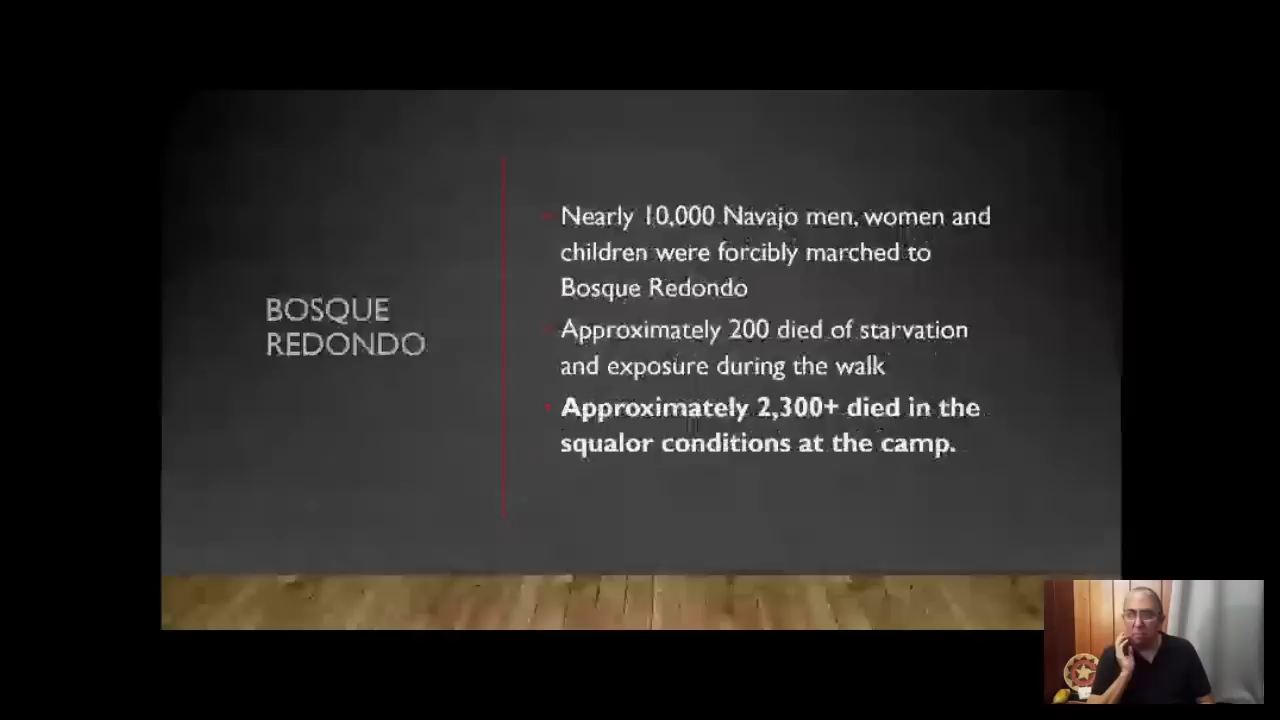 BOSQUE
REDONDO
Nearly 10,000 Navajo men, women and
children were forcibly marched to
Bosque Redondo
Approximately 200 died of starvation
and exposure during the walk
Approximately 2,300+ died in the
squalor conditions at the camp.